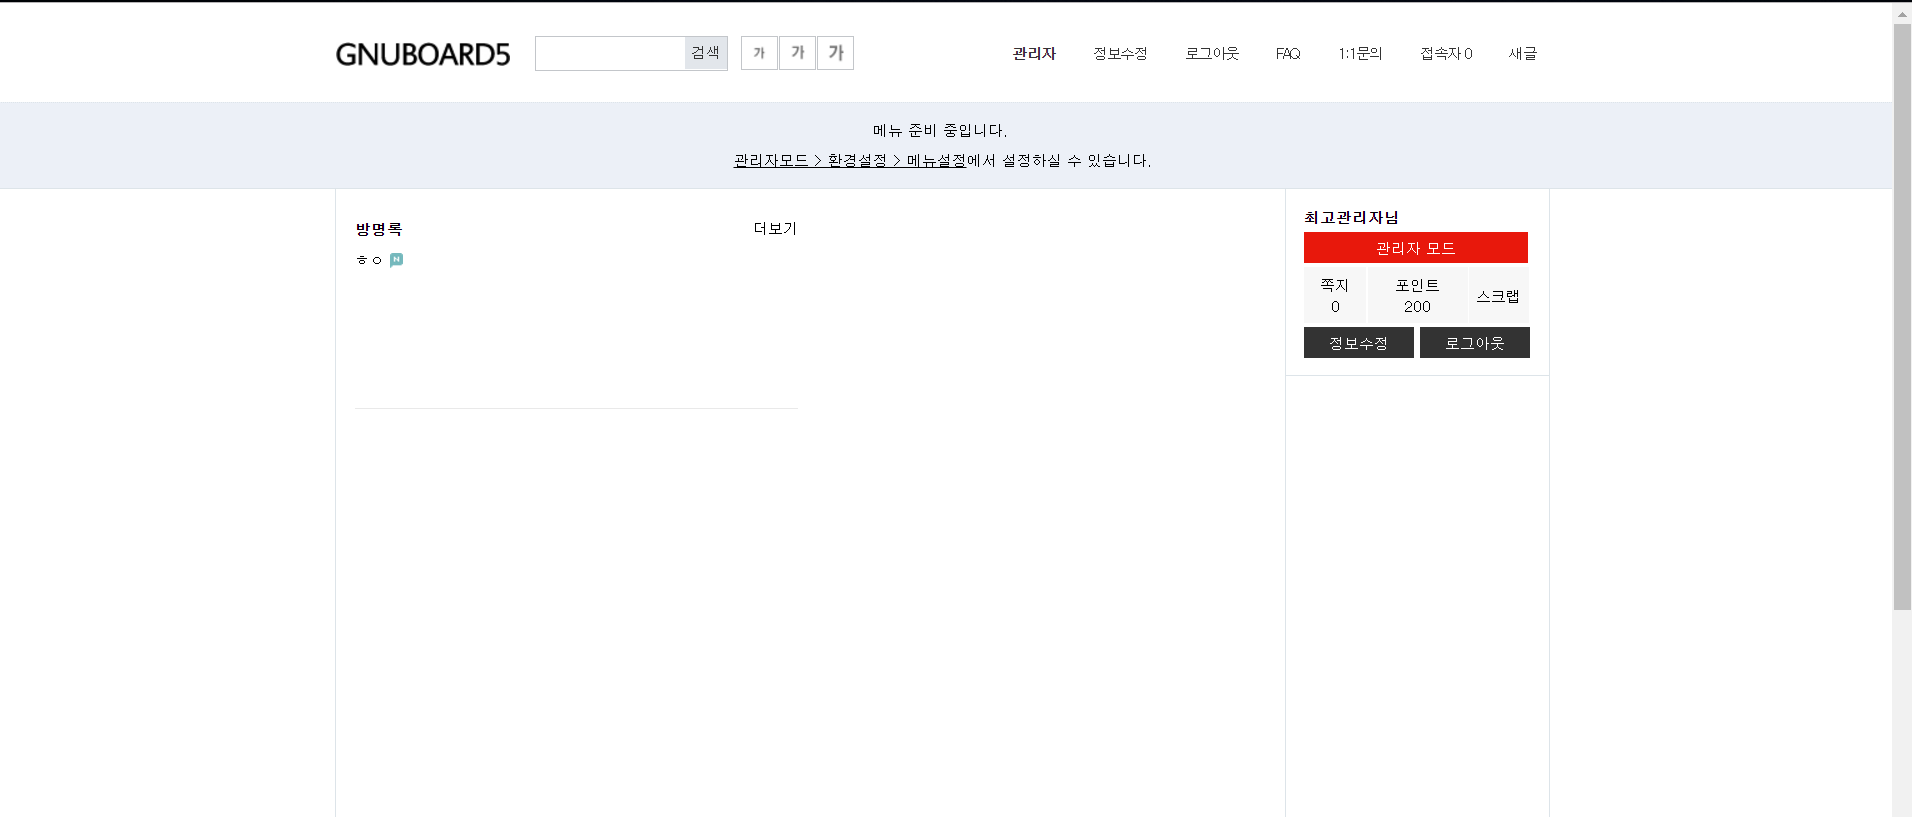 GNUBOARD5
검색
가 가 가
관리자 정보수정 로그아웃 FAQ 1:1문의 접속자 0 새글
메뉴 준비 중입니다.
관리자모드 > 환경설정 > 메뉴설정에서 설정하실 수 있습니다.
방명록 더보기
ㅎㅇ N
최고관리자님
관리자 모드
쪽지 포인트 스크랩
0 200
정보수정 로그아웃